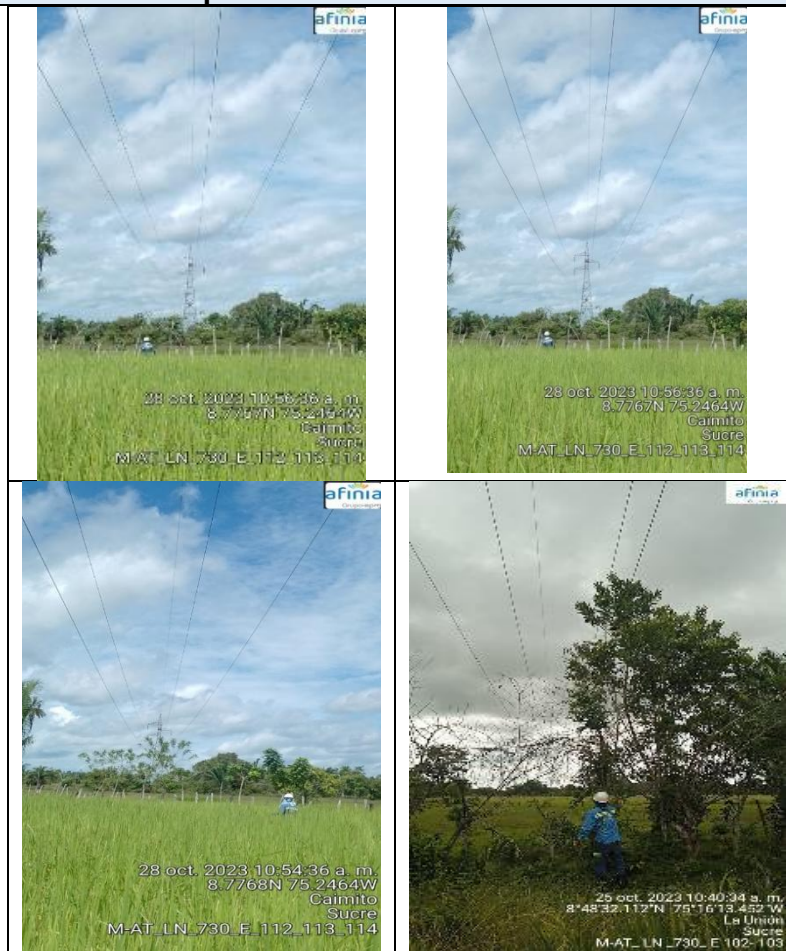 afinia
28 oct. 2023 10:56:36 a. m.
8.7767N 75.2464W
Caimito
Sucre
M-AT_LN_730_E_112_113_114
afinia
28 oct. 2023 10:56:36 a. m.
8.7767N 75.2464W
Caimito
Sucre
M-AT_LN_730_E_112_113_114
afinia
28 oct. 2023 10:54:36 a. m.
8.7768N 75.2464W
Caimito
Sucre
M-AT_LN_730_E_112_113_114
afinia
25 oct. 2023 10:40:34 a. m.
8°48'32.112"N 75°16'13.452"W
La Unión
Sucre
M-AT_ LN _730_ E 102-103